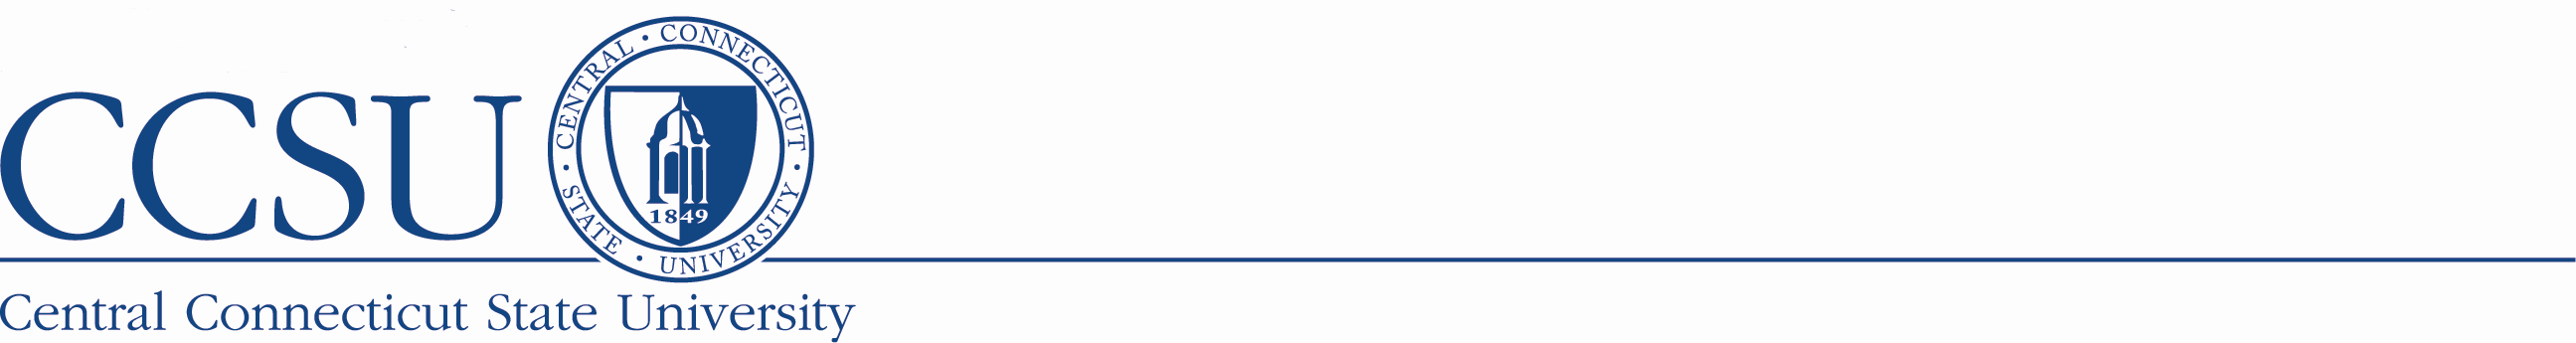 CCSU
CENTRAL · CONNECTICUT · STATE · UNIVERSITY ·
1849
Central Connecticut State University